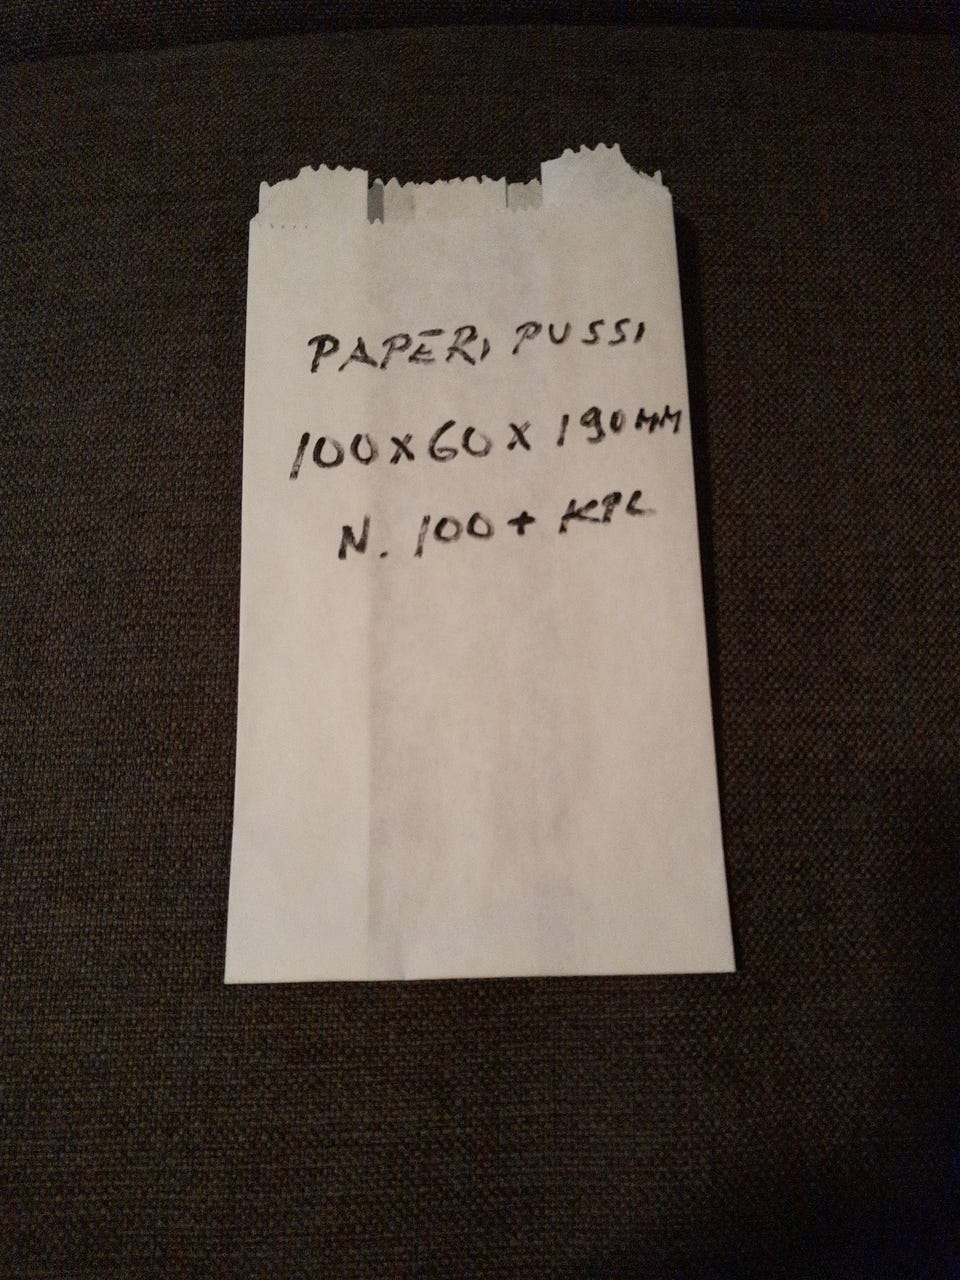 PAPERI PUSSI
100 x 60 x 190 MM
N. 100 + KPL